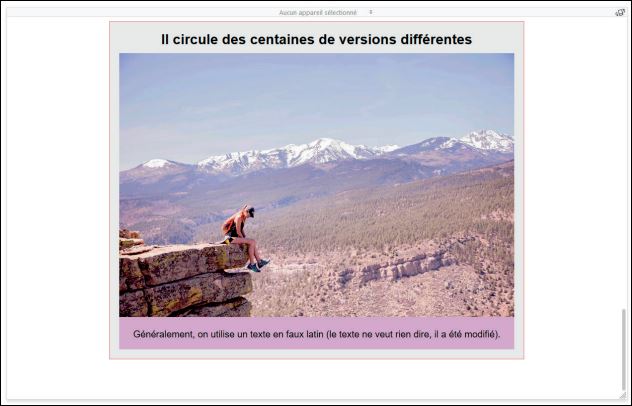 Aucun appareil sélectionné
Il circule des centaines de versions différentes
Généralement, on utilise un texte en faux latin (le texte ne veut rien dire, il a été modifié).